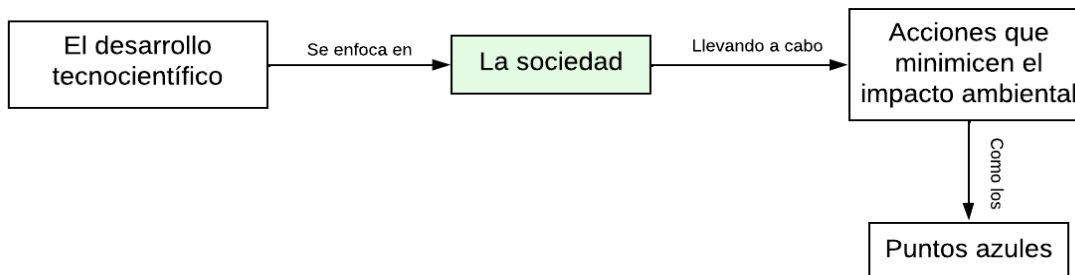 El desarrollo
tecnocientífico
Se enfoca en
La sociedad
Llevando a cabo
Acciones que
minimicen el
impacto ambiental
Como los
Puntos azules